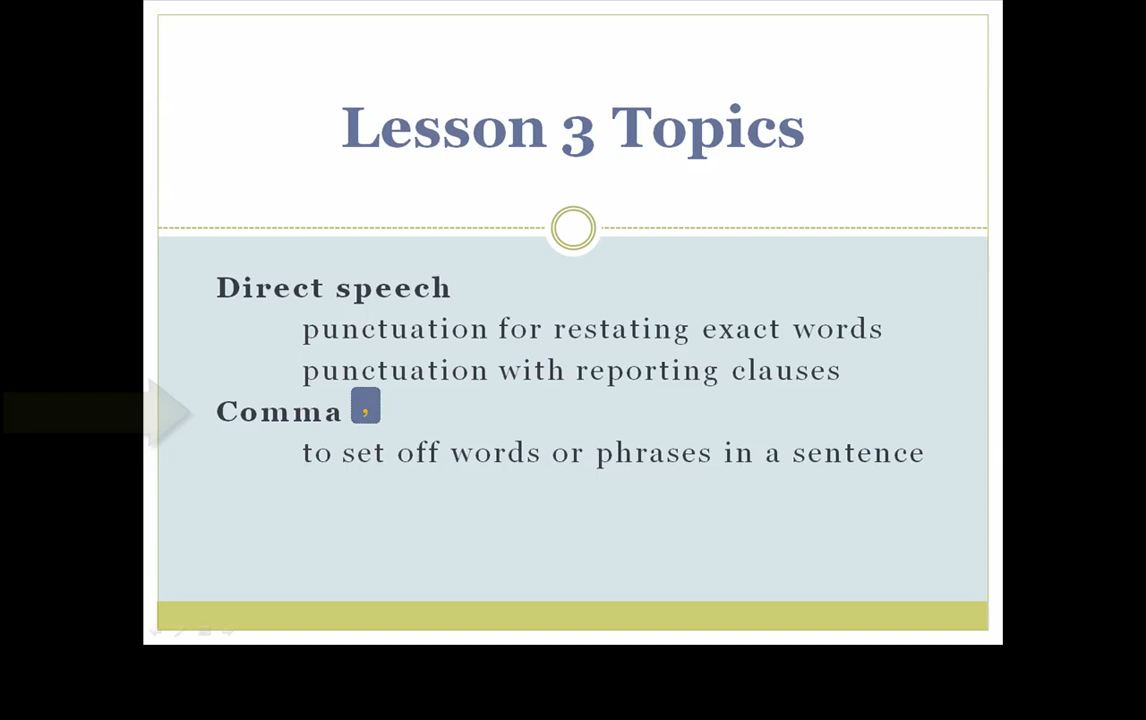 Lesson 3 Topics
Direct speech
punctuation for restating exact words
punctuation with reporting clauses
Comma ,
to set off words or phrases in a sentence